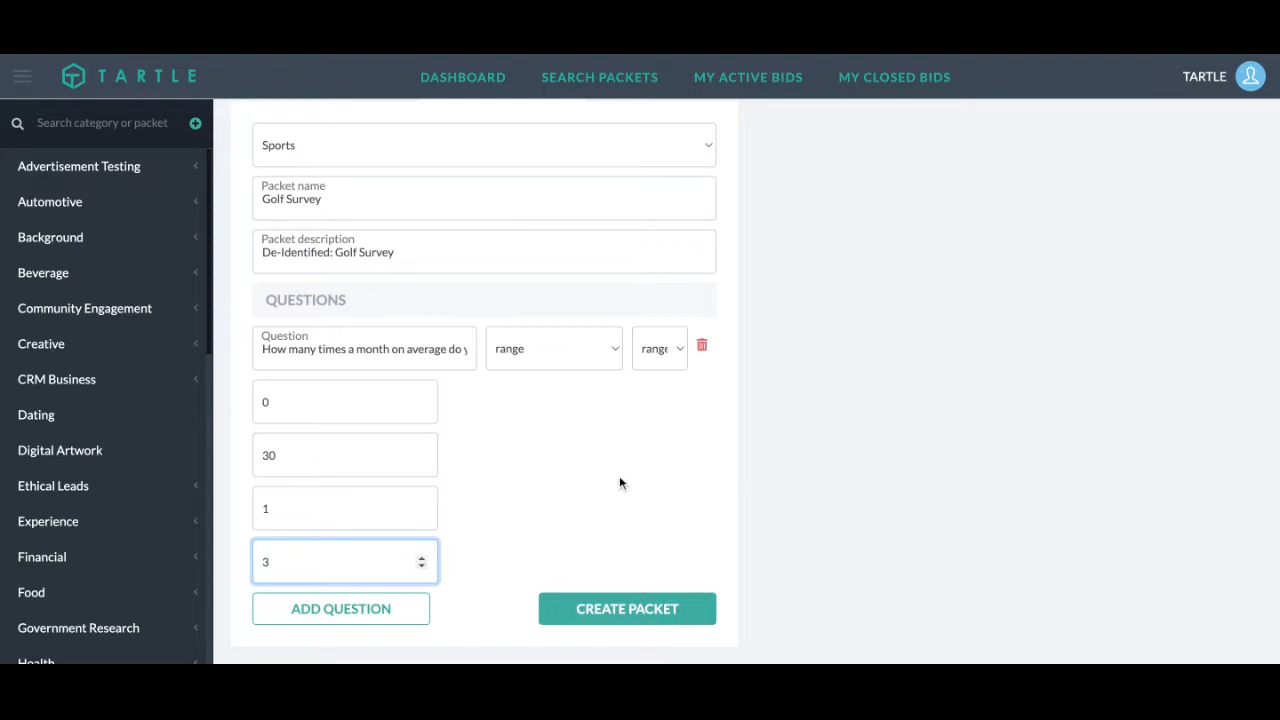 TARTLE
DASHBOARD
SEARCH PACKETS
MY ACTIVE BIDS
MY CLOSED BIDS
TARTLE
Search category or packet
Advertisement Testing
Automotive
Background
Beverage
Community Engagement
Creative
CRM Business
Dating
Digital Artwork
Ethical Leads
Experience
Financial
Food
Government Research
Health
Sports
Packet name
Golf Survey
Packet description
De-Identified: Golf Survey
QUESTIONS
Question
How many times a month on average do y
range
range
0
30
1
3
ADD QUESTION
CREATE PACKET